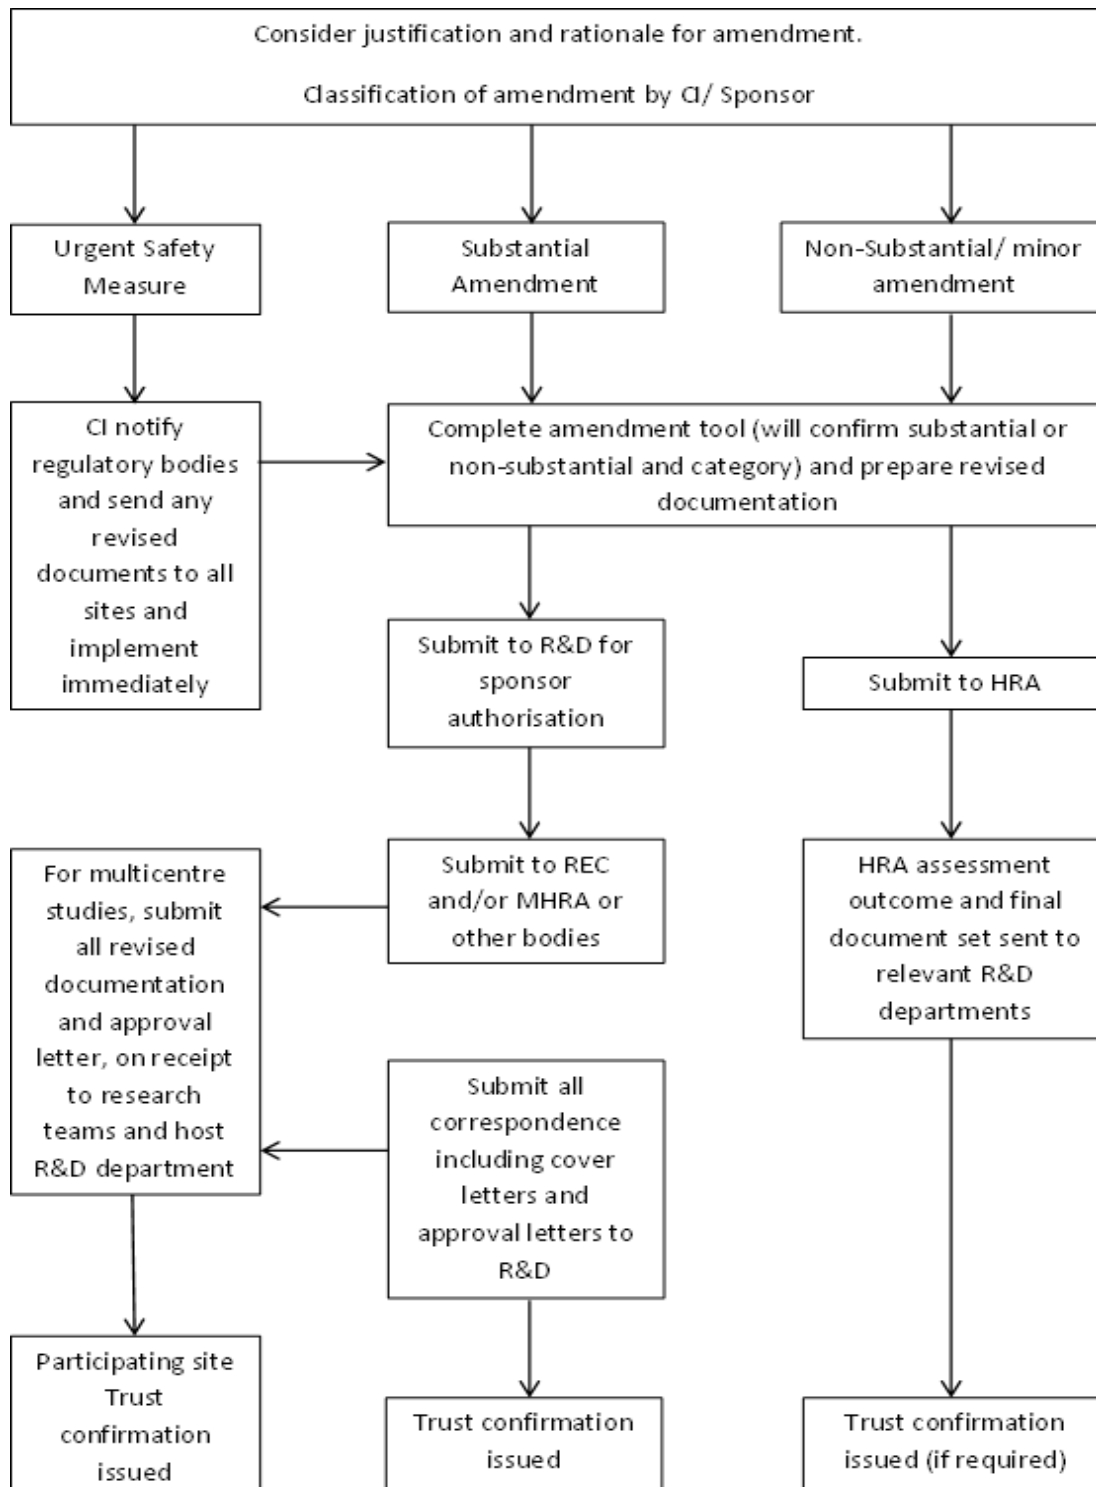 Consider justification and rationale for amendment.
Classification of amendment by CI/ Sponsor
Urgent Safety
Measure
Substantial
Amendment
Non-Substantial/ minor
amendment
CI notify
regulatory bodies
and send any
revised
documents to all
sites and
implement
immediately
Complete amendment tool (will confirm substantial or
non-substantial and category) and prepare revised
documentation
Submit to R&D for
sponsor
authorisation
Submit to HRA
For multicentre
studies, submit
all revised
documentation
and approval
letter, on receipt
to research
teams and host
R&D department
Submit to REC
and/or MHRA or
other bodies
HRA assessment
outcome and final
document set sent to
relevant R&D
departments
Submit all
correspondence
including cover
letters and
approval letters to
R&D
Participating site
Trust
confirmation
issued
Trust confirmation
issued
Trust confirmation
issued (if required)